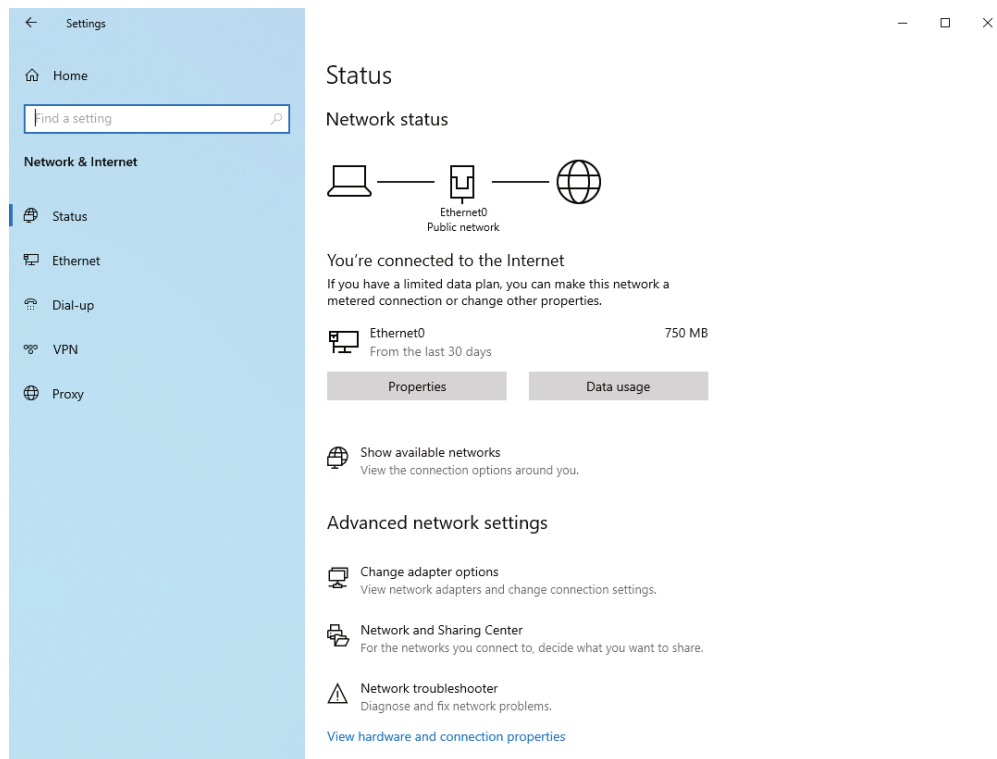 Settings
Home
Find a setting
Network & Internet
Status
Ethernet
Dial-up
VPN
Proxy
Status
Network status
Ethernet0
Public network
You're connected to the Internet
If you have a limited data plan, you can make this network a
metered connection or change other properties.
Ethernet0 750 MB
From the last 30 days
Properties Data usage
Show available networks
View the connection options around you.
Advanced network settings
Change adapter options
View network adapters and change connection settings.
Network and Sharing Center
For the networks you connect to, decide what you want to share.
Network troubleshooter
Diagnose and fix network problems.
View hardware and connection properties